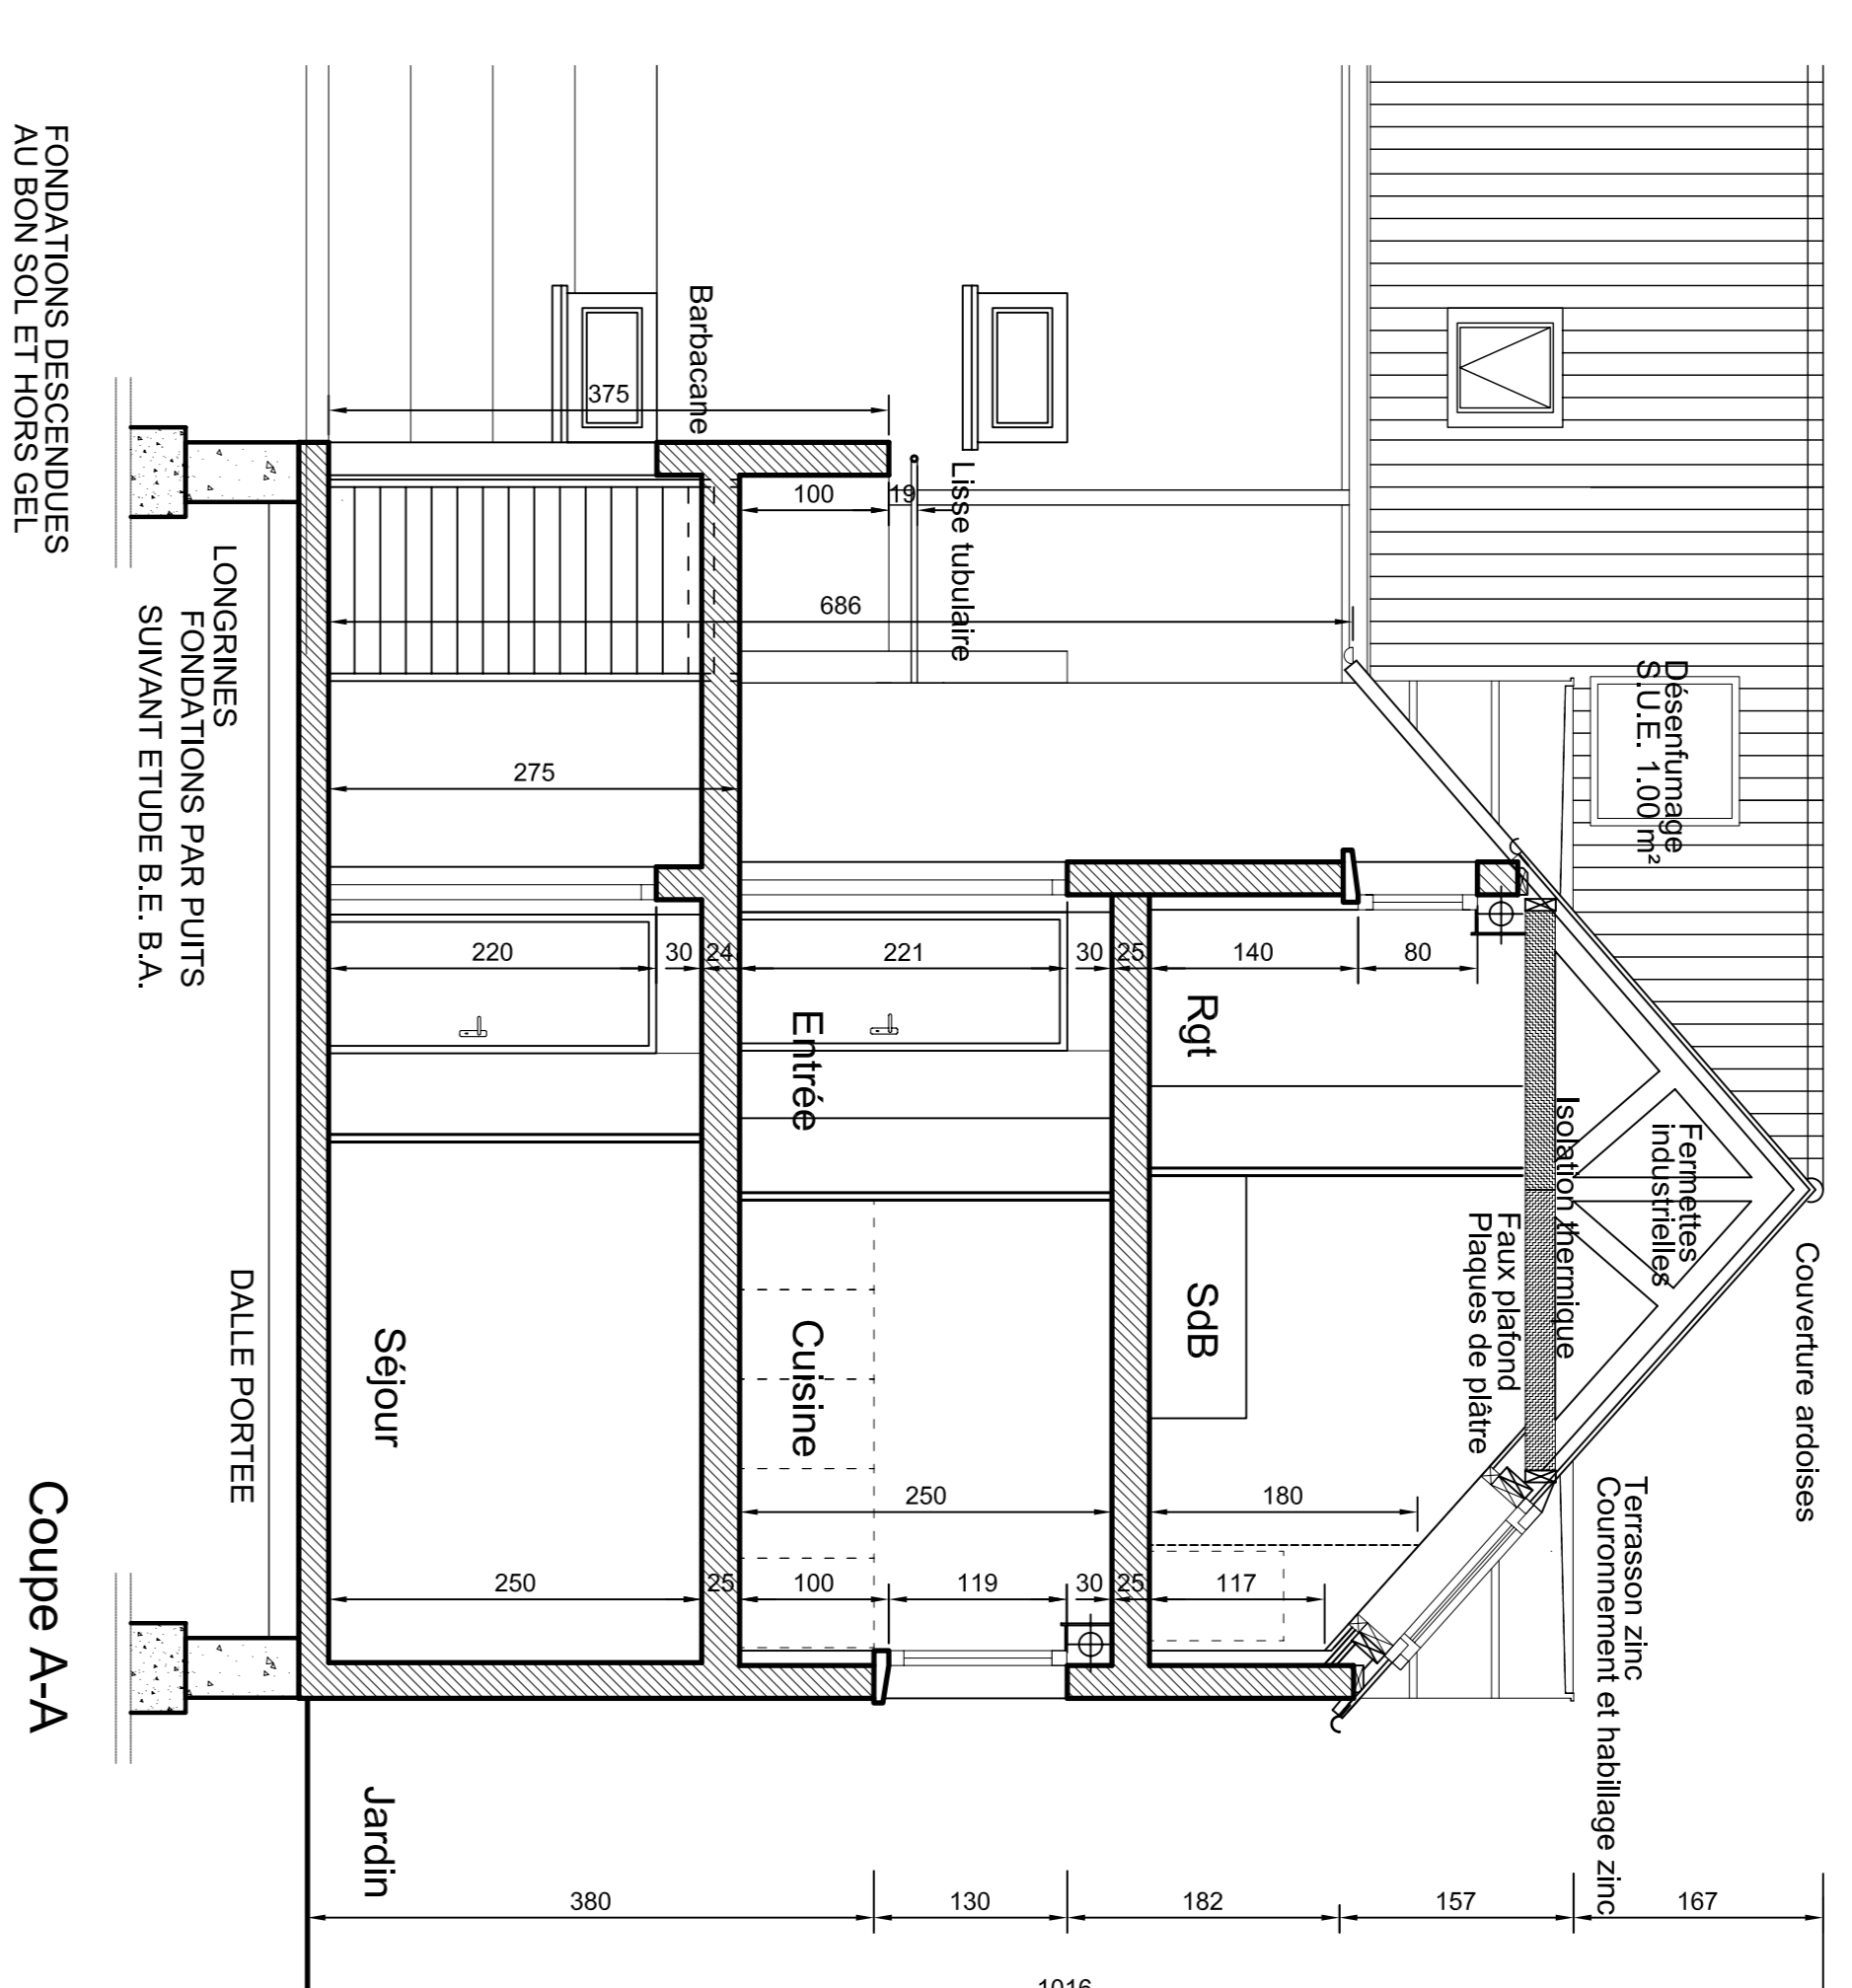 Couverture ardoises
Terrasson zinc
Couronnement et habillage zinc
Désenfumage
S.U.E. 1.00 m²
Fermettes
industrielles
Isolation thermique
Faux plafond
Plaques de plâtre
Rgt
SdB
Lisse tubulaire
Entrée
Cuisine
Barbacane
Séjour
Jardin
LONGRINES
FONDATIONS PAR PUITS
SUIVANT ETUDE B.E. B.A.
DALLE PORTEE
FONDATIONS DESCENDUES
AU BON SOL ET HORS GEL
Coupe A-A
375
100
19
686
275
220
30
24
221
30
25
140
80
250
180
250
25
100
119
30
25
117
380
130
182
157
167
1016